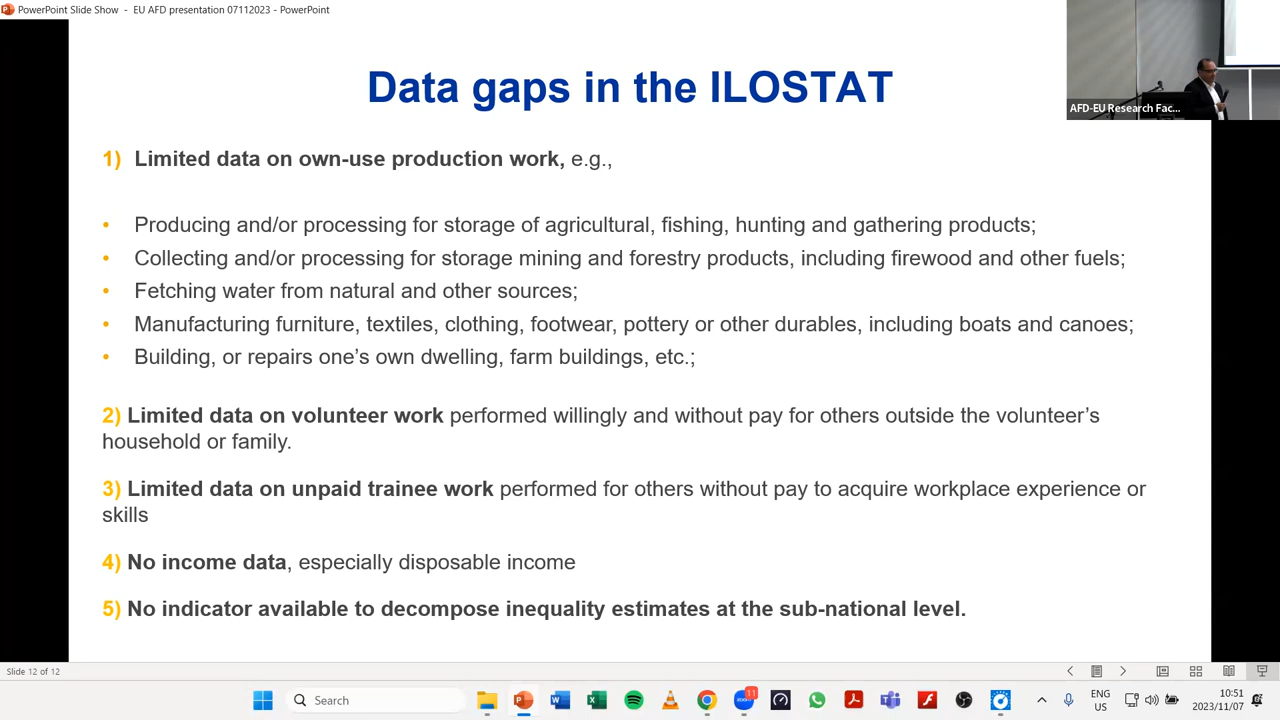 PowerPoint Slide Show - EU AFD presentation 07112023 - PowerPoint
Data gaps in the ILOSTAT
AFD-EU Research Fac...
1) Limited data on own-use production work, e.g.,
• Producing and/or processing for storage of agricultural, fishing, hunting and gathering products;
• Collecting and/or processing for storage mining and forestry products, including firewood and other fuels;
• Fetching water from natural and other sources;
• Manufacturing furniture, textiles, clothing, footwear, pottery or other durables, including boats and canoes;
• Building, or repairs one's own dwelling, farm buildings, etc.;
2) Limited data on volunteer work performed willingly and without pay for others outside the volunteer's
household or family.
3) Limited data on unpaid trainee work performed for others without pay to acquire workplace experience or
skills
4) No income data, especially disposable income
5) No indicator available to decompose inequality estimates at the sub-national level.
Slide 12 of 12
Search
11
ENG
US
10:51
2023/11/07